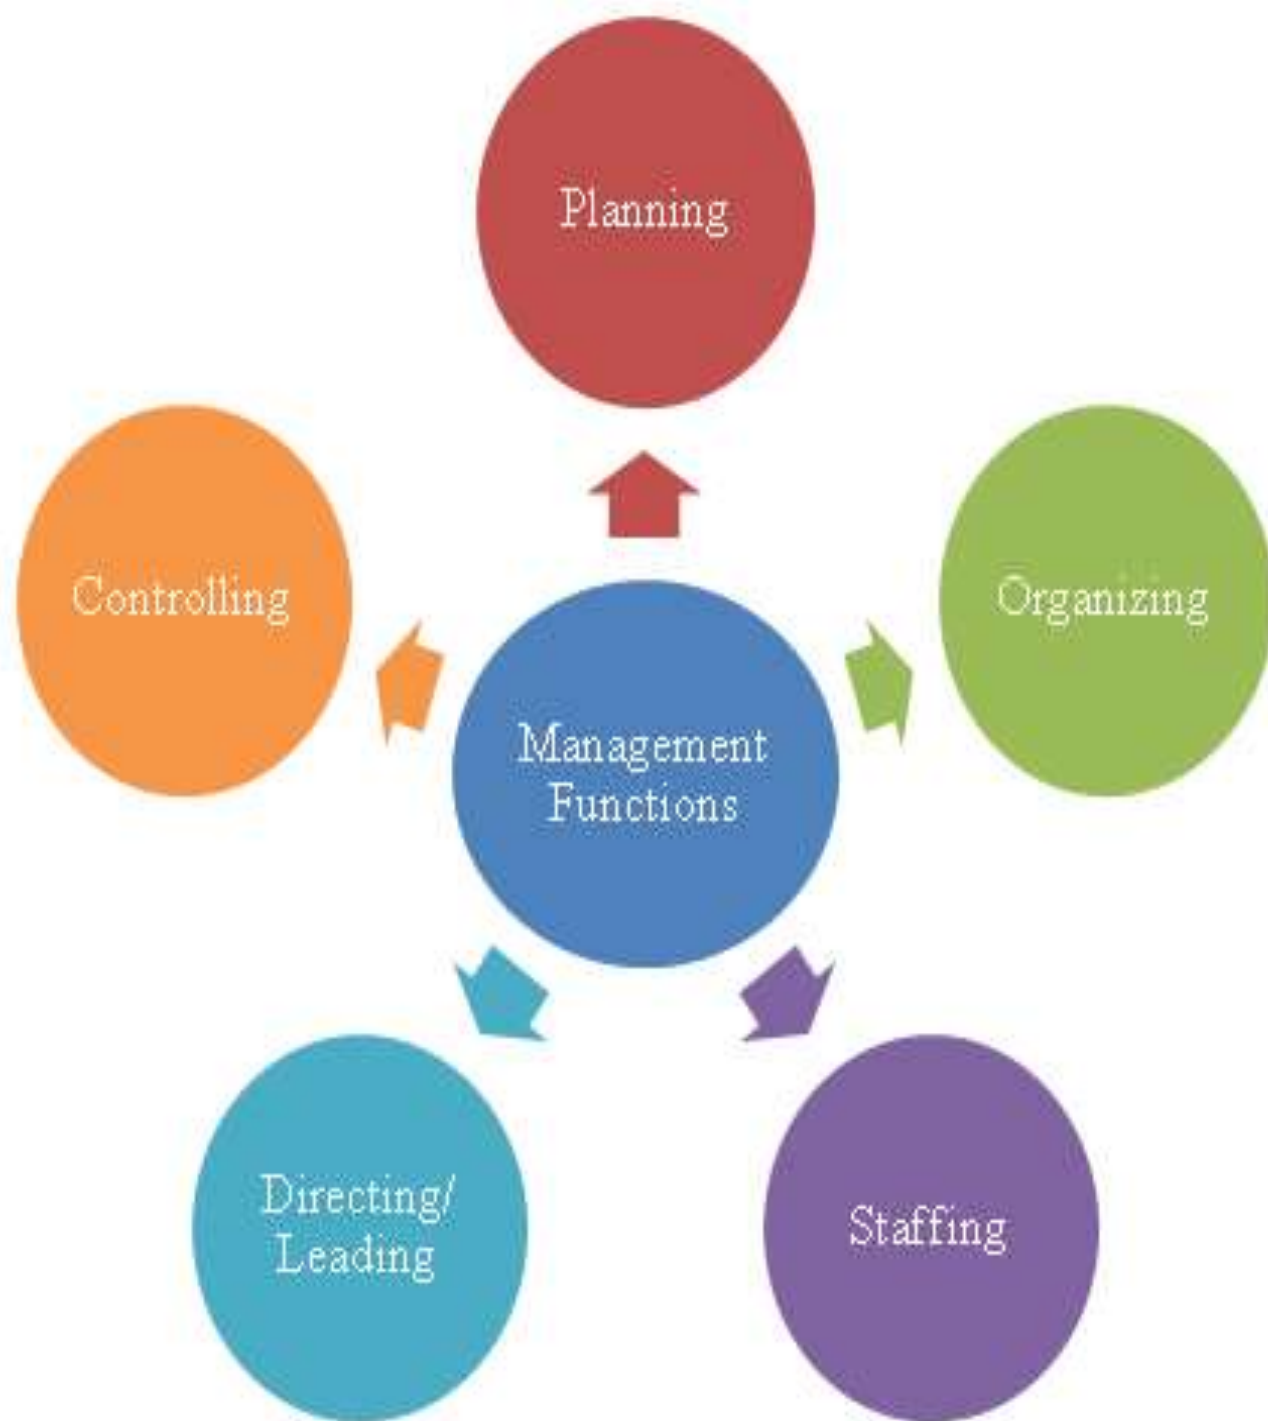 Planning
Controlling
Organizing
Management
Functions
Directing/
Leading
Staffing